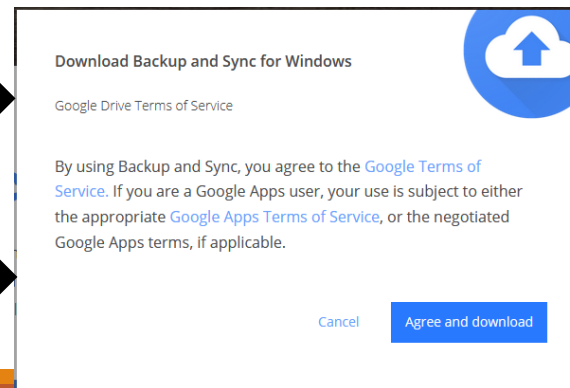 Download Backup and Sync for Windows
Google Drive Terms of Service
By using Backup and Sync, you agree to the Google Terms of
Service. If you are a Google Apps user, your use is subject to either
the appropriate Google Apps Terms of Service, or the negotiated
Google Apps terms, if applicable.
Cancel
Agree and download